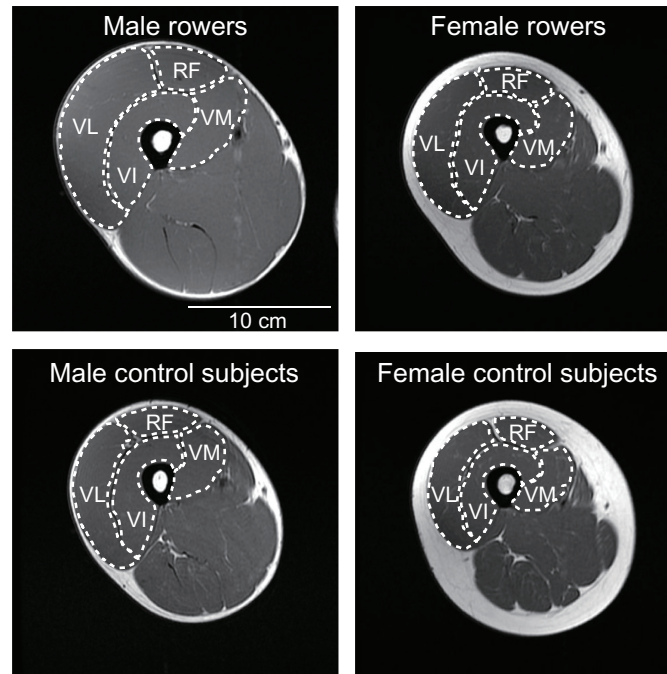 Male rowers
RF
VL
VM
VI
10 cm
Female rowers
RF
VL
VM
VI
Male control subjects
RF
VM
VL
VI
Female control subjects
RF
VL
VM
VI